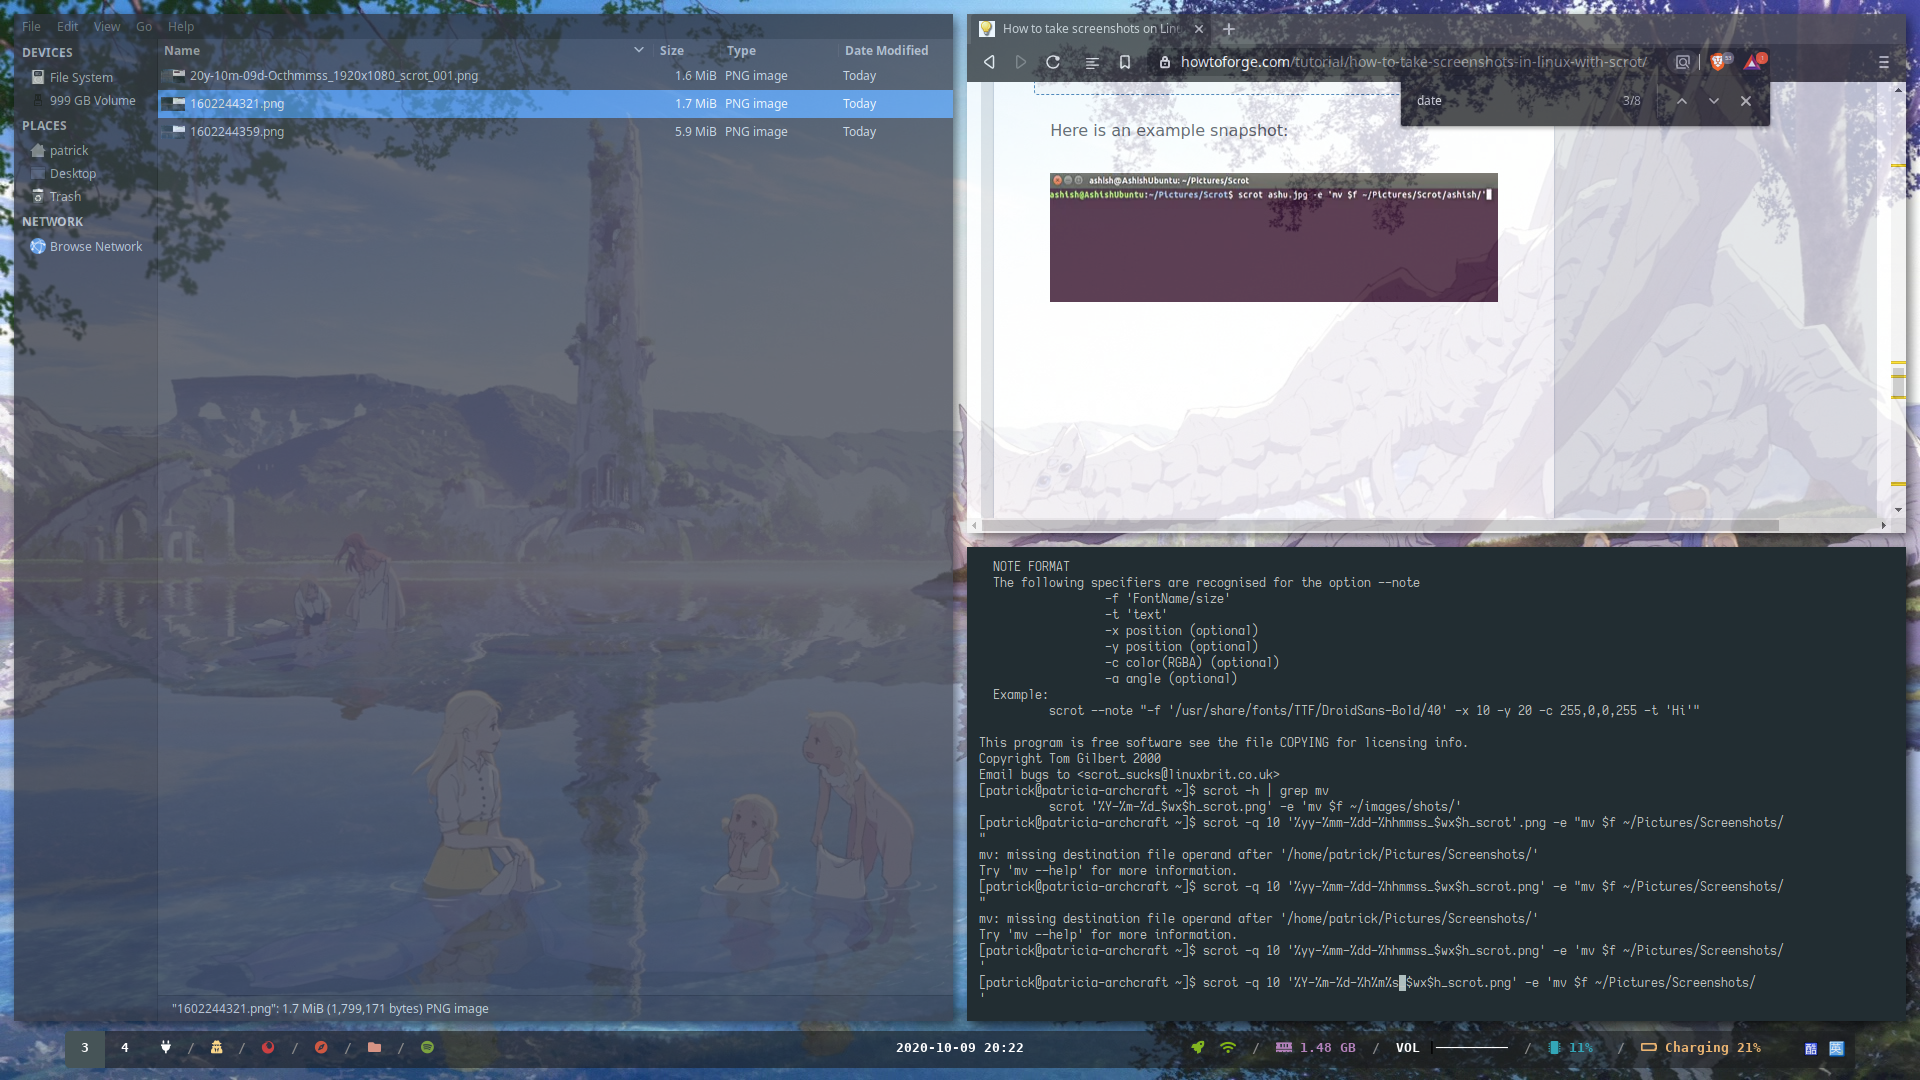 File Edit View Go Help
DEVICES
File System
999 GB Volume
PLACES
patrick
Desktop
Trash
NETWORK
Browse Network
Name Size Type Date Modified
20y-10m-09d-Octhmmss_1920x1080_scrot_001.png 1.6 MiB PNG image Today
1602244321.png 1.7 MiB PNG image Today
1602244359.png 5.9 MiB PNG image Today
"1602244321.png": 1.7 MiB (1,799,171 bytes) PNG image
How to take screenshots on Lin
howtoforge.com/tutorial/how-to-take-screenshots-in-linux-with-scrot/
date 3/8
Here is an example snapshot:
ashish@AshishUbuntu: ~/Pictures/Scrot
ashish@AshishUbuntu:~/Pictures/Scrot$ scrot ashu.jpg -e 'mv $f ~/Pictures/Scrot/ashish/'
NOTE FORMAT
The following specifiers are recognised for the option --note
-f 'FontName/size'
-t 'text'
-x position (optional)
-y position (optional)
-c color(RGBA) (optional)
-a angle (optional)
Example:
scrot --note "-f '/usr/share/fonts/TTF/DroidSans-Bold/40' -x 10 -y 20 -c 255,0,0,255 -t 'Hi'"
This program is free software see the file COPYING for licensing info.
Copyright Tom Gilbert 2000
Email bugs to <scrot_sucks@linuxbrit.co.uk>
[patrick@patricia-archcraft ~]$ scrot -h | grep mv
scrot '%Y-%m-%d_$wx$h_scrot.png' -e 'mv $f ~/images/shots/'
[patrick@patricia-archcraft ~]$ scrot -q 10 '%yy-%mm-%dd-%hhmmss_$wx$h_scrot'.png -e "mv $f ~/Pictures/Screenshots/
"
mv: missing destination file operand after '/home/patrick/Pictures/Screenshots/'
Try 'mv --help' for more information.
[patrick@patricia-archcraft ~]$ scrot -q 10 '%yy-%mm-%dd-%hhmmss_$wx$h_scrot.png' -e "mv $f ~/Pictures/Screenshots/
"
mv: missing destination file operand after '/home/patrick/Pictures/Screenshots/'
Try 'mv --help' for more information.
[patrick@patricia-archcraft ~]$ scrot -q 10 '%yy-%mm-%dd-%hhmmss_$wx$h_scrot.png' -e 'mv $f ~/Pictures/Screenshots/
'
[patrick@patricia-archcraft ~]$ scrot -q 10 '%Y-%m-%d-%h%m%s $wx$h_scrot.png' -e 'mv $f ~/Pictures/Screenshots/
'
3 4 / / / / / 2020-10-09 20:22 / 1.48 GB / VOL / 11% / Charging 21% 酷 英